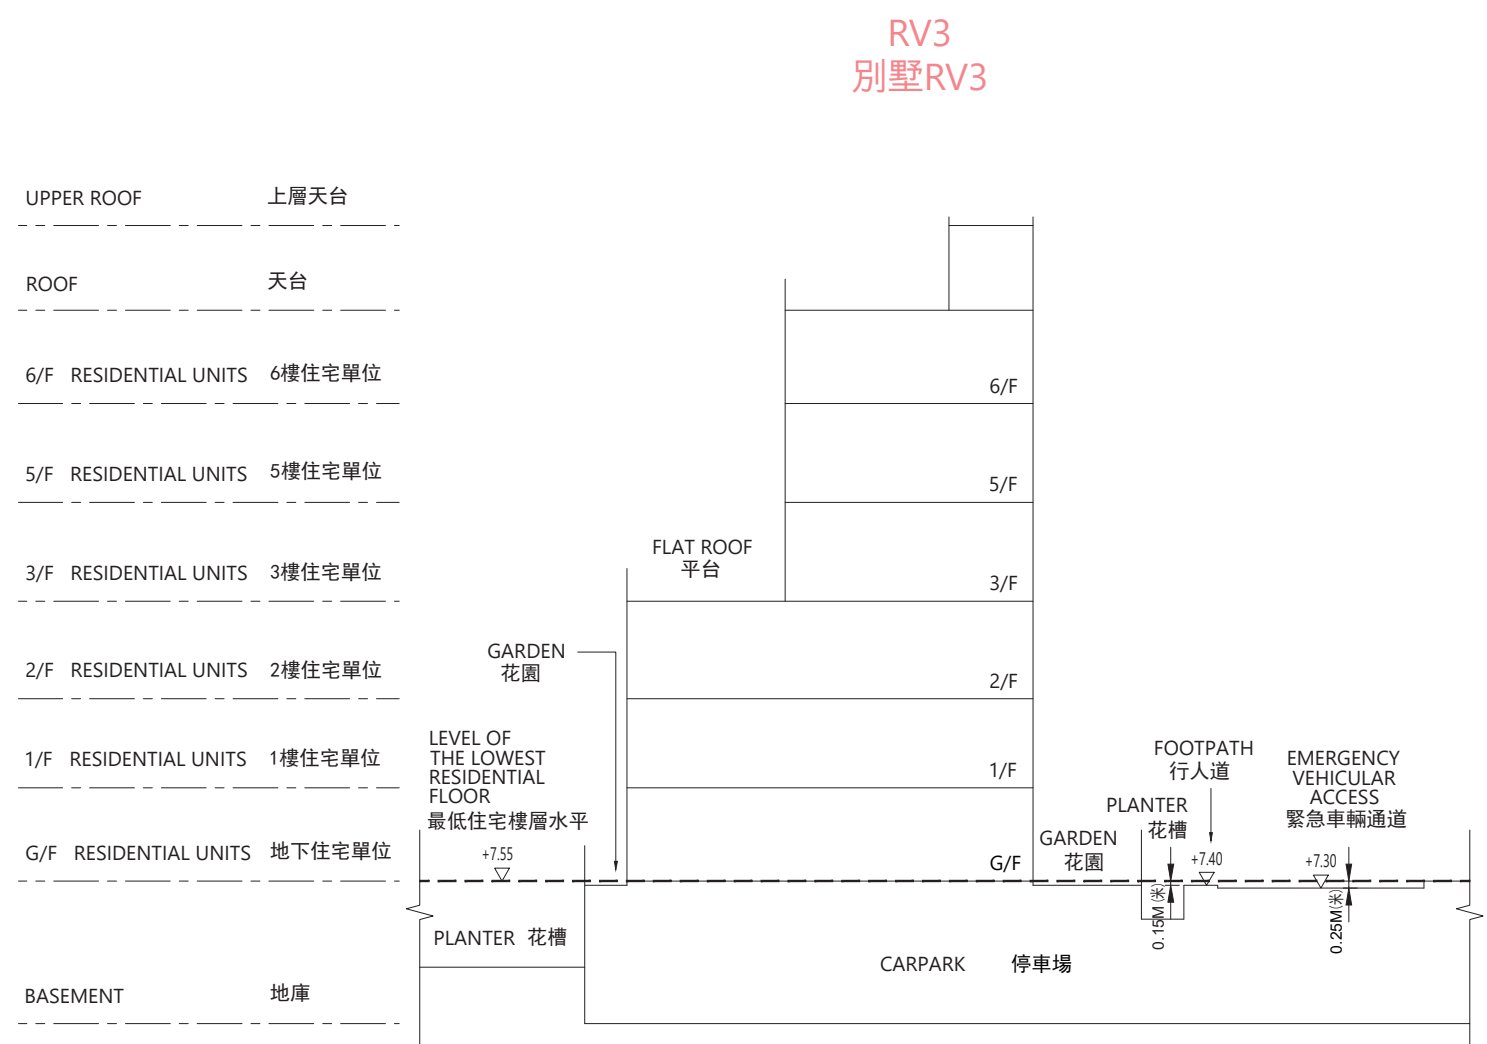 RV3
別墅RV3
UPPER ROOF 上層天台
ROOF 天台
6/F RESIDENTIAL UNITS 6樓住宅單位
6/F
5/F RESIDENTIAL UNITS 5樓住宅單位
5/F
FLAT ROOF
平台
3/F RESIDENTIAL UNITS 3樓住宅單位
3/F
GARDEN
花園
2/F RESIDENTIAL UNITS 2樓住宅單位
2/F
1/F RESIDENTIAL UNITS 1樓住宅單位
LEVEL OF
THE LOWEST
RESIDENTIAL
FLOOR
最低住宅樓層水平
+7.55
1/F
FOOTPATH
行人道
EMERGENCY
VEHICULAR
ACCESS
緊急車輛通道
PLANTER
花槽
GARDEN
花園
G/F RESIDENTIAL UNITS 地下住宅單位
G/F
+7.40
+7.30
0.15M(米)
0.25M(米)
PLANTER 花槽
CARPARK 停車場
BASEMENT 地庫